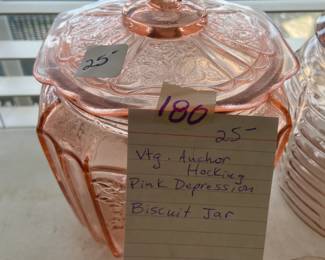 25-
180
25-
Vtg. Anchor
Hocking
Pink Depression
Biscuit Jar